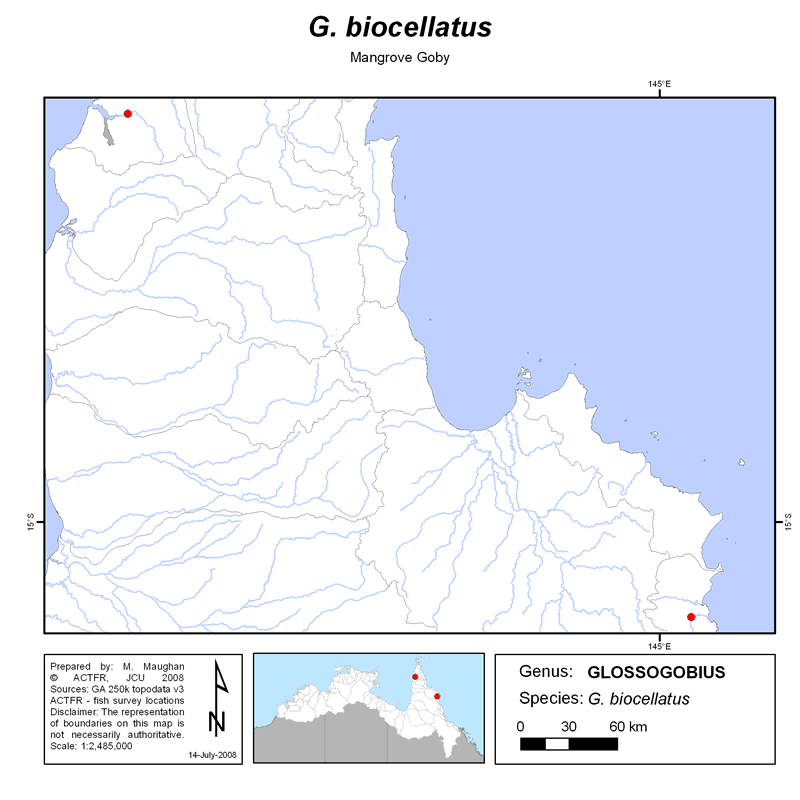 G. biocellatus
Mangrove Goby
145°E
15°S
15°S
145°E
Prepared by: M. Maughan
© ACTFR, JCU 2008
Sources: GA 250k topodata v3
ACTFR - fish survey locations
Disclaimer: The representation
of boundaries on this map is
not necessarily authoritative.
Scale: 1:2,485,000
N
14-July-2008
Genus: GLOSSOGOBIUS
Species: G. biocellatus
0 30 60 km